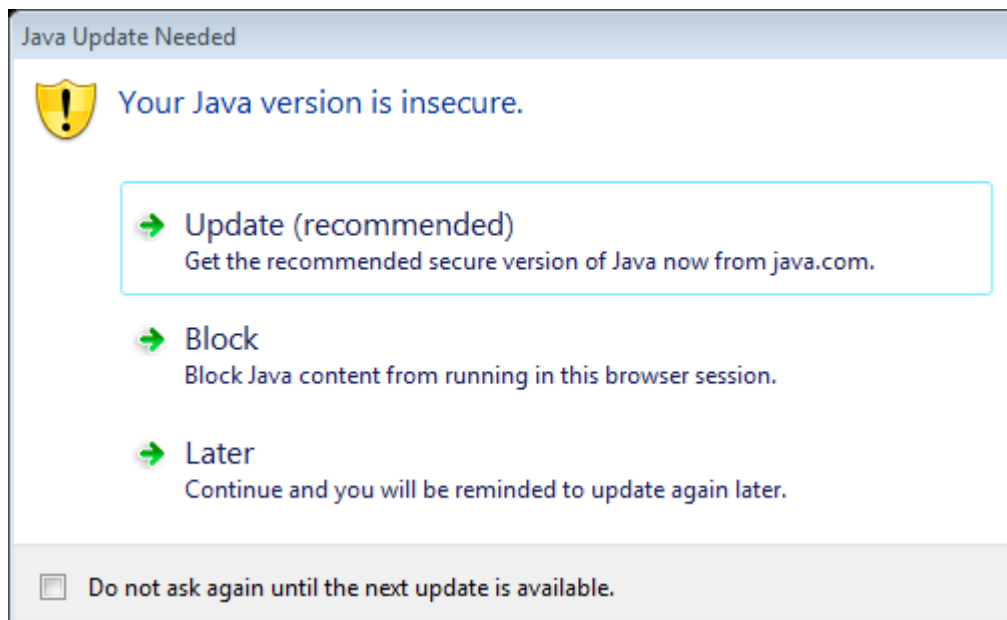 Java Update Needed
Your Java version is insecure.
Update (recommended)
Get the recommended secure version of Java now from java.com.
Block
Block Java content from running in this browser session.
Later
Continue and you will be reminded to update again later.
Do not ask again until the next update is available.